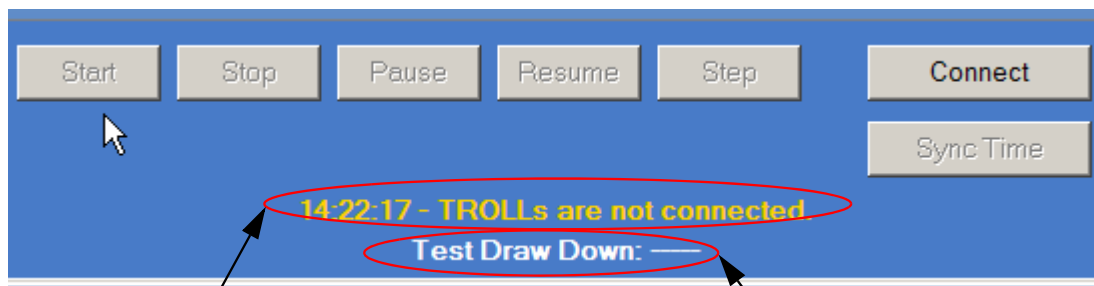 Start Stop Pause Resume Step Connect
Sync Time
14:22:17 - TROLLs are not connected.
Test Draw Down: -----